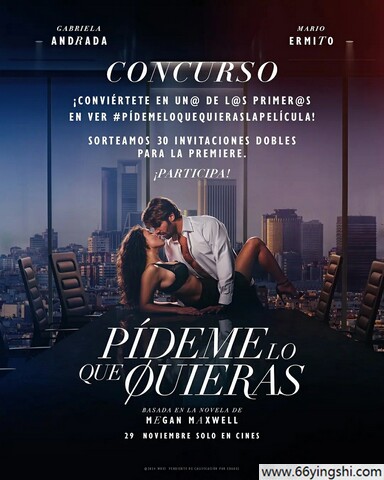 GABRIELA
ANDRADA
MARIO
ERMITO
CONCURSO
¡CONVIÉRTETE EN UN@ DE L@S PRIMER@S
EN VER #PÍDEMELOQUEQUIERASLAPELÍCULA!
SORTEAMOS 30 INVITACIONES DOBLES
PARA LA PREMIERE.
¡PARTICIPA!
PÍDEME LO
QUE QUIERAS
BASADA EN LA NOVELA DE
MEGAN MAXWELL
29 NOVIEMBRE SOLO EN CINES
www.66yingshi.com